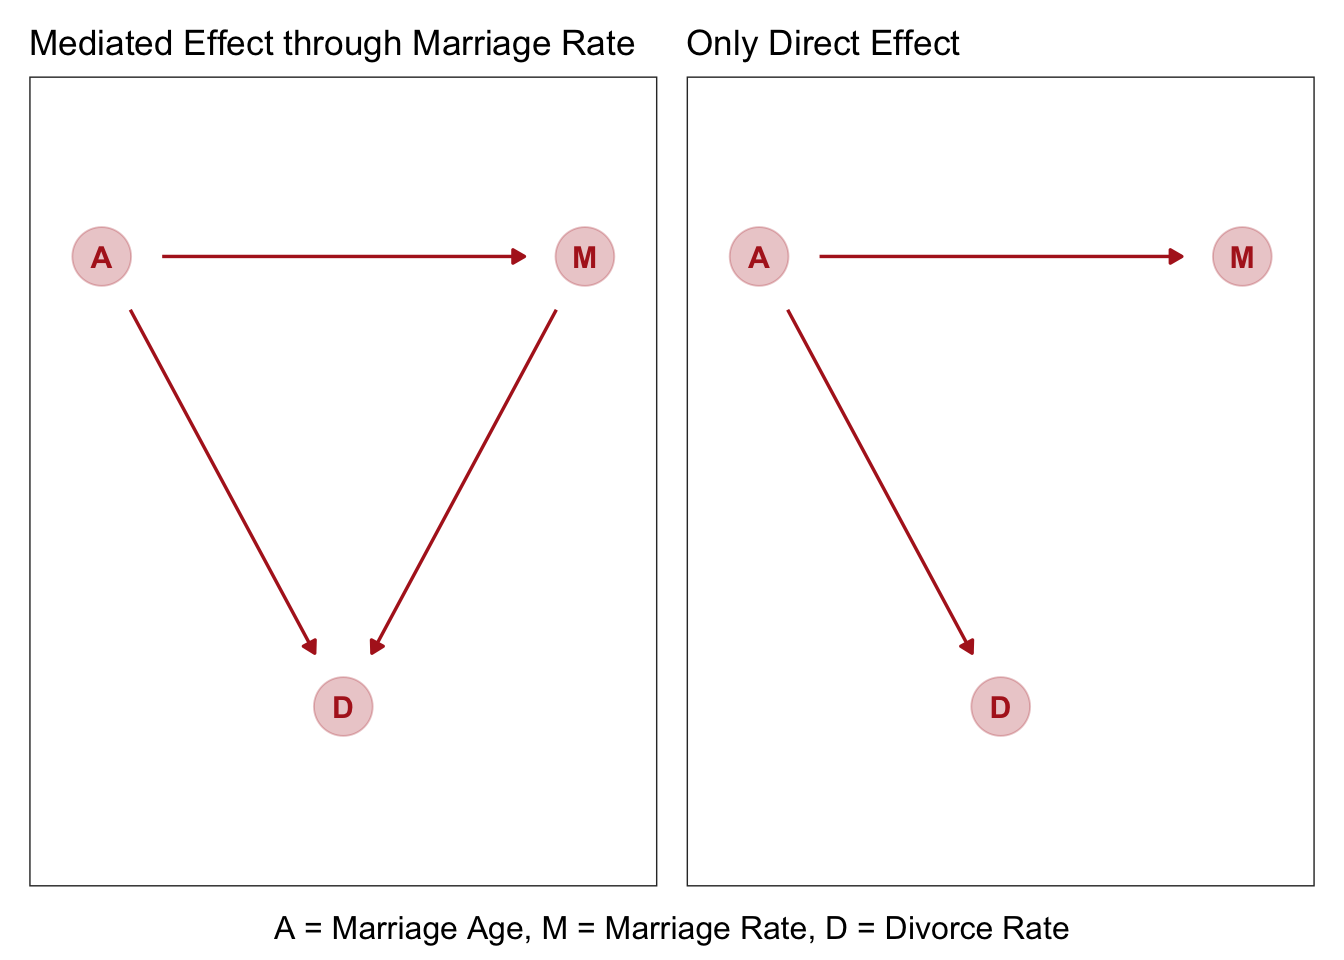 Mediated Effect through Marriage Rate
A
M
D
Only Direct Effect
A
M
D
A = Marriage Age, M = Marriage Rate, D = Divorce Rate